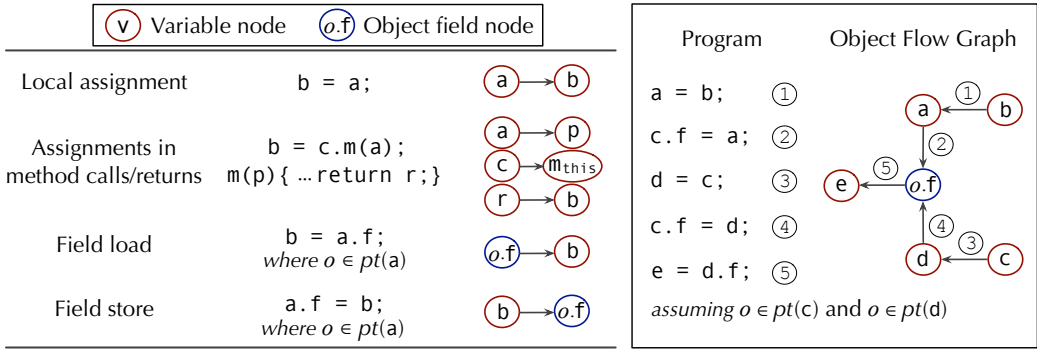 v Variable node o.f Object field node
Local assignment b = a; a b
Assignments in method calls/returns b = c.m(a); m(p){ …return r;} a p c mthis r b
Field load b = a.f; where o ∈ pt(a) o.f b
Field store a.f = b; where o ∈ pt(a) b o.f
Program Object Flow Graph
a = b; ①
c.f = a; ②
d = c; ③
c.f = d; ④
e = d.f; ⑤
a ① b
②
e ⑤ o.f
④
d ③ c
assuming o ∈ pt(c) and o ∈ pt(d)